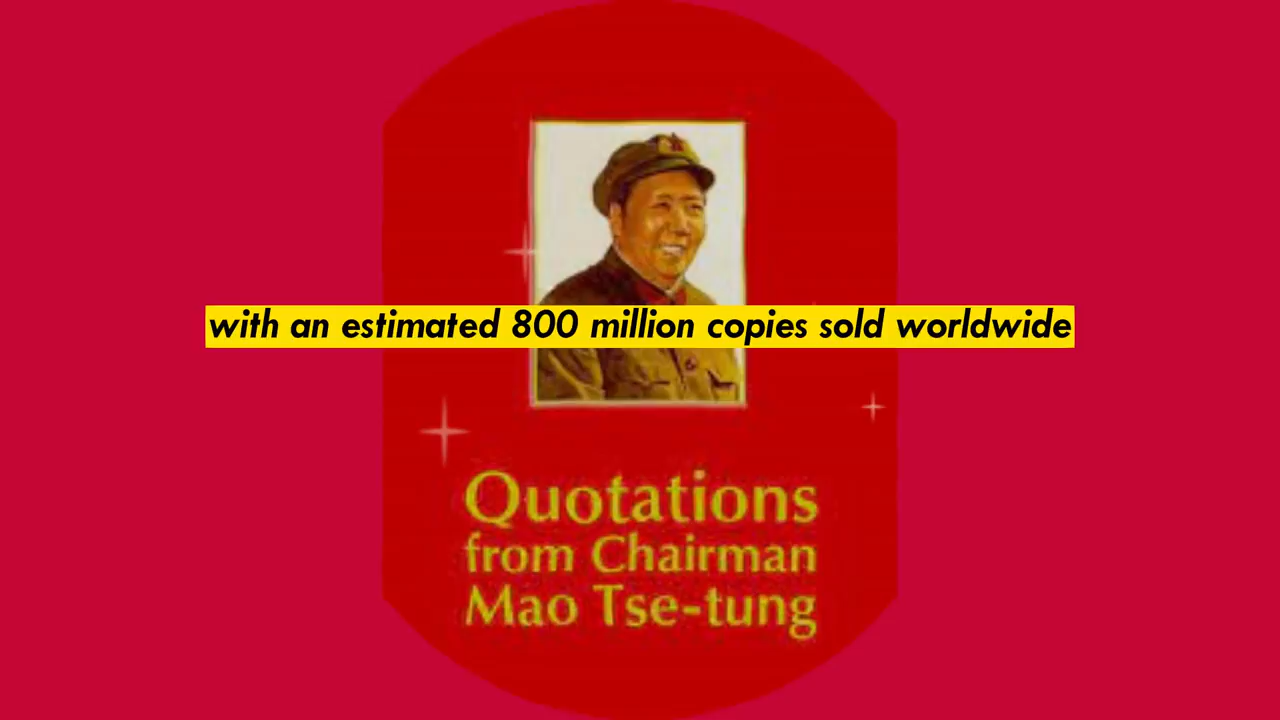 with an estimated 800 million copies sold worldwide
Quotations
from Chairman
Mao Tse-tung